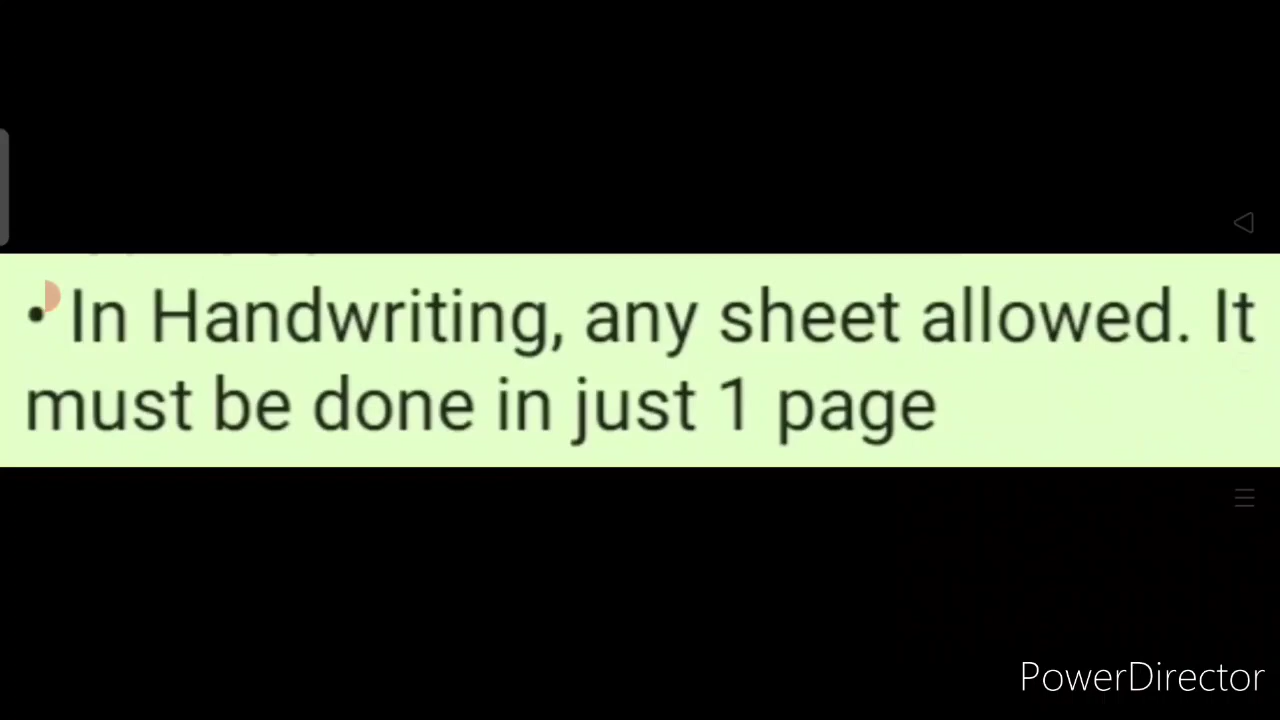 • In Handwriting, any sheet allowed. It
must be done in just 1 page
PowerDirector